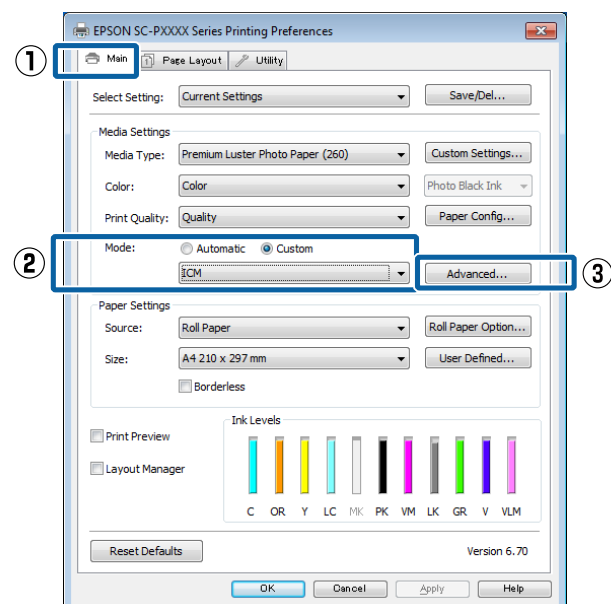 EPSON SC-PXXXX Series Printing Preferences
① Main Page Layout Utility
Select Setting: Current Settings Save/Del...
Media Settings
Media Type: Premium Luster Photo Paper (260) Custom Settings...
Color: Color Photo Black Ink
Print Quality: Quality Paper Config...
Mode: Automatic Custom
② ICM Advanced... ③
Paper Settings
Source: Roll Paper Roll Paper Option...
Size: A4 210 x 297 mm User Defined...
Borderless
Ink Levels
Print Preview
Layout Manager
C OR Y LC MK PK VM LK GR V VLM
Reset Defaults Version 6.70
OK Cancel Apply Help